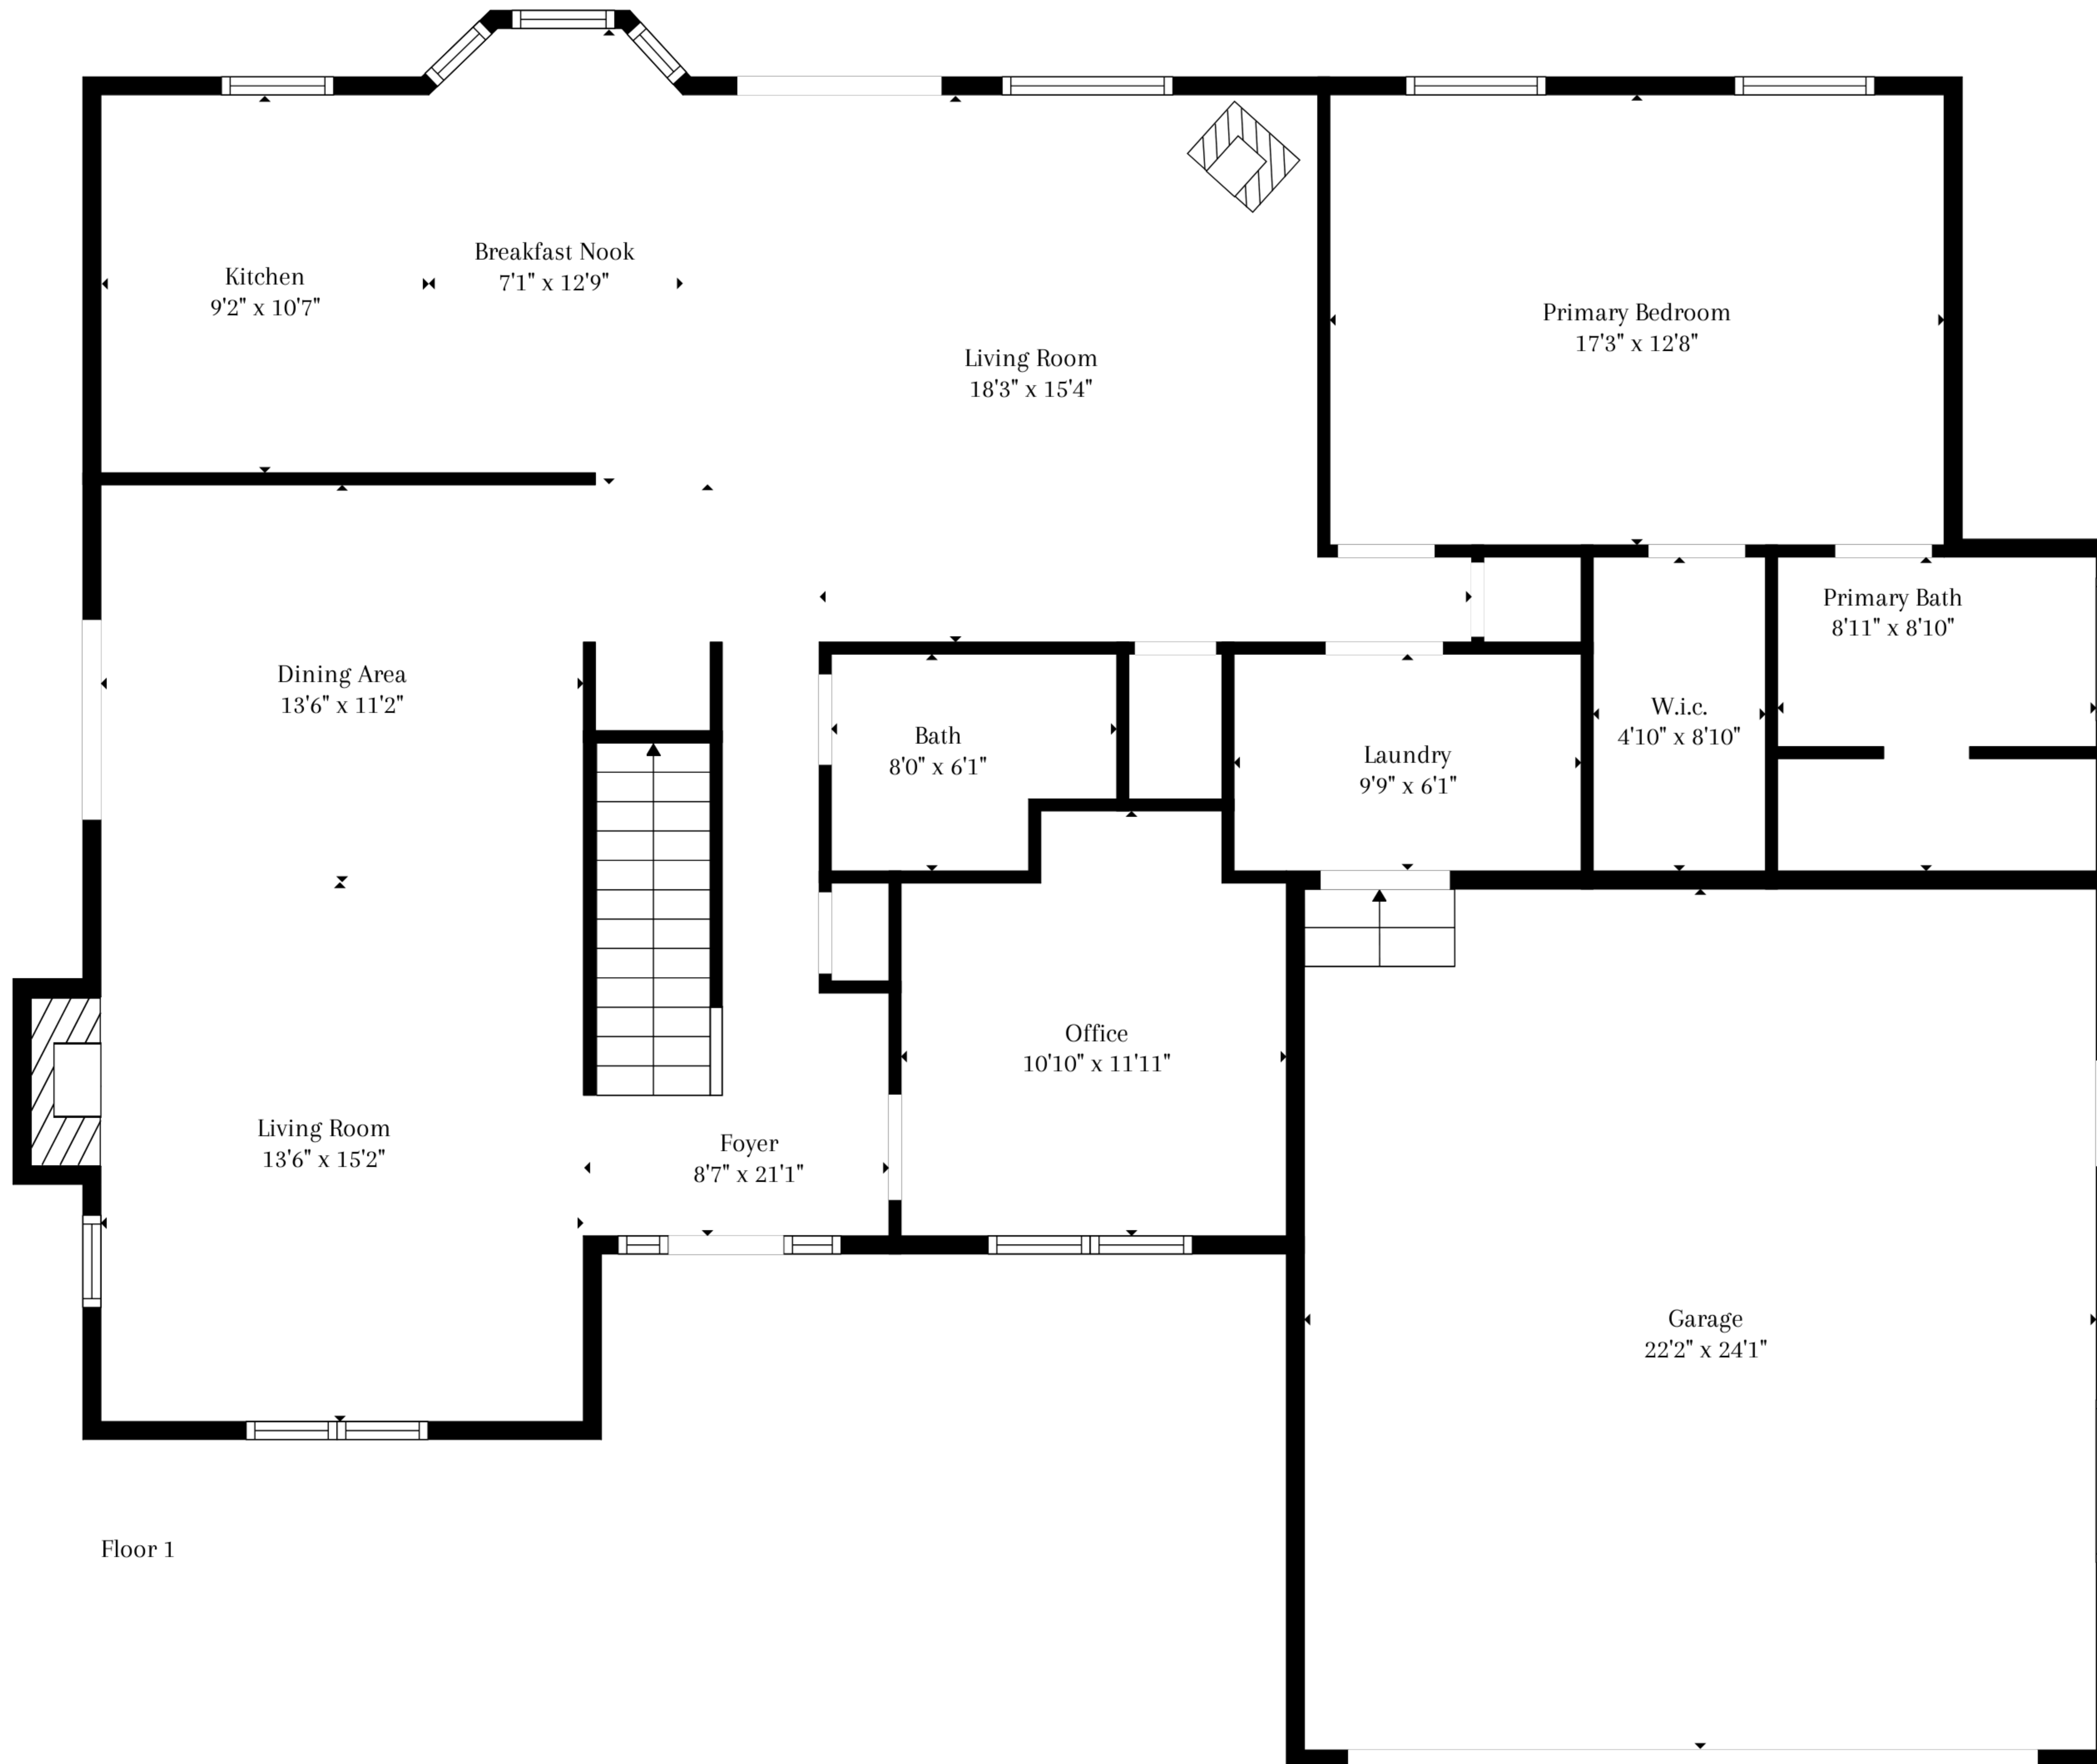 Breakfast Nook
7'1" x 12'9"
Kitchen
9'2" x 10'7"
Primary Bedroom
17'3" x 12'8"
Living Room
18'3" x 15'4"
Primary Bath
8'11" x 8'10"
Dining Area
13'6" x 11'2"
W.i.c.
4'10" x 8'10"
Bath
8'0" x 6'1"
Laundry
9'9" x 6'1"
Office
10'10" x 11'11"
Living Room
13'6" x 15'2"
Foyer
8'7" x 21'1"
Garage
22'2" x 24'1"
Floor 1